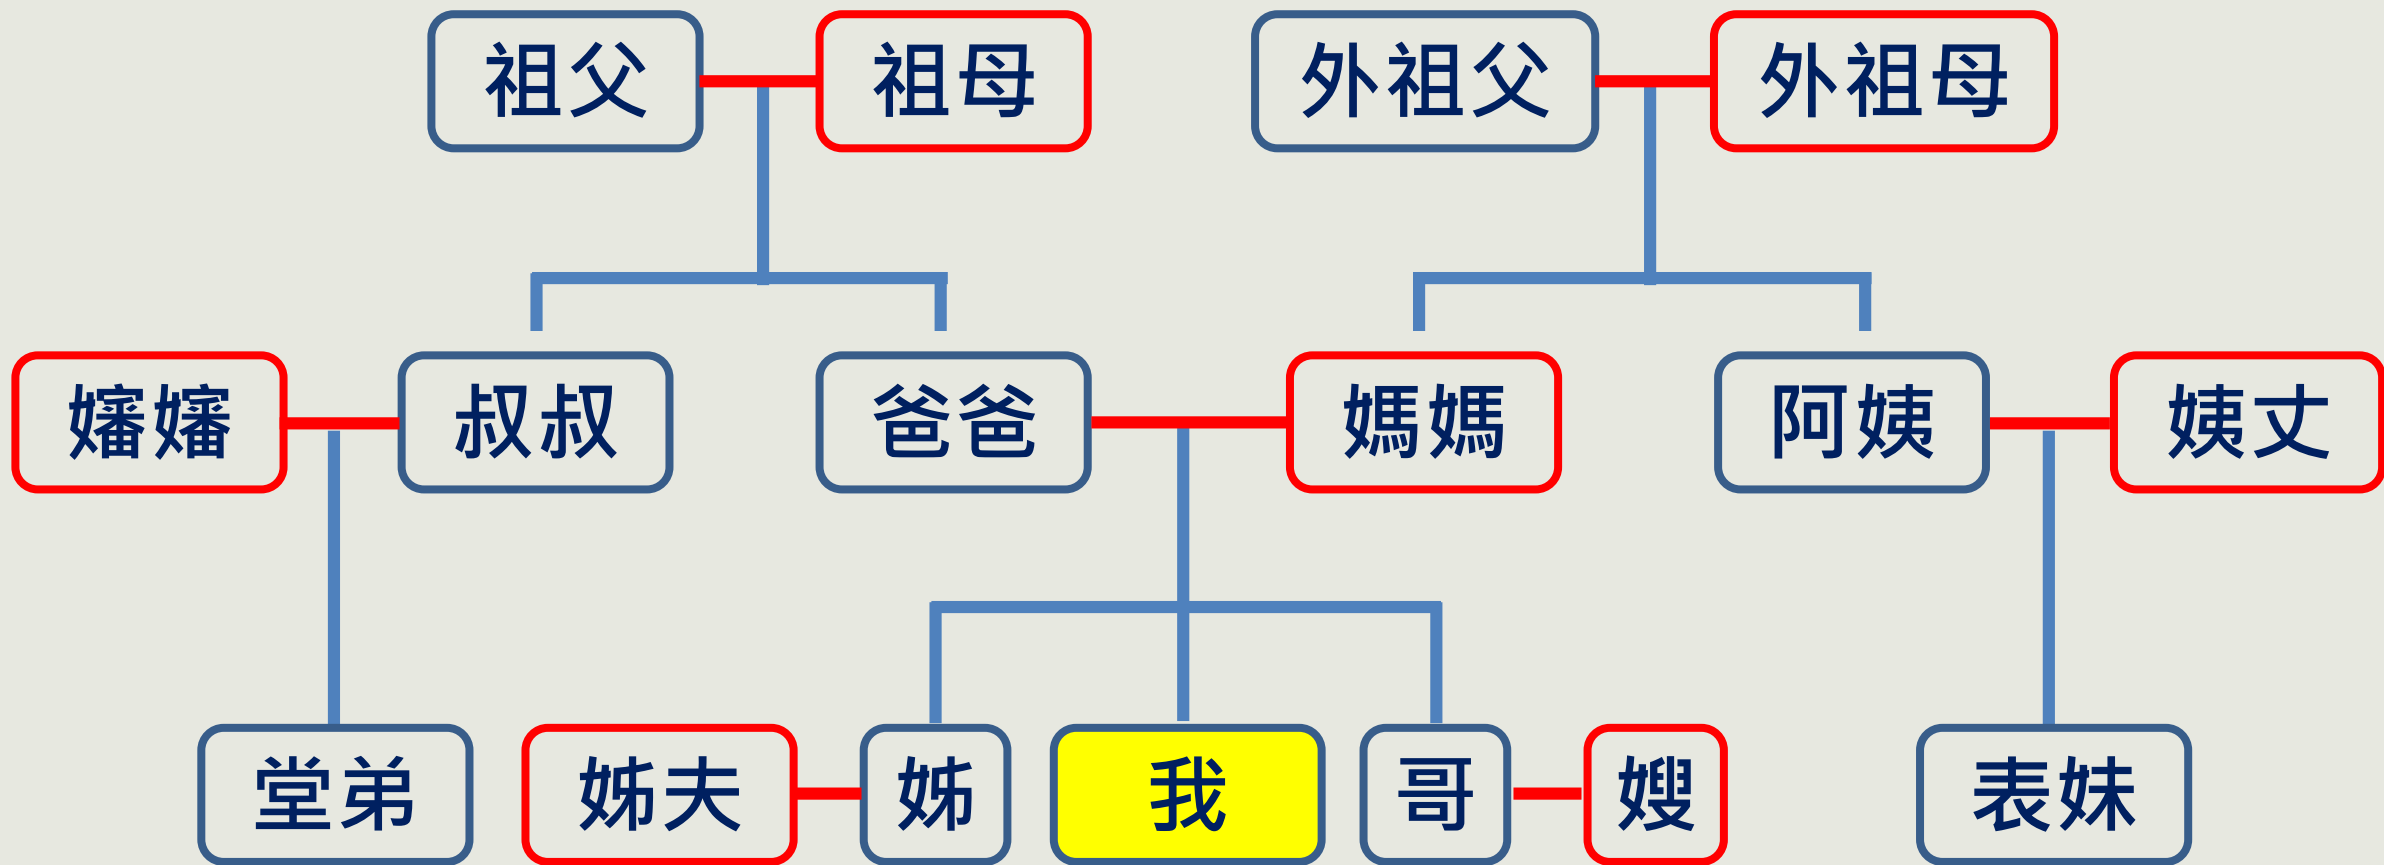 祖父 祖母 外祖父 外祖母
嬸嬸 叔叔 爸爸 媽媽 阿姨 姨丈
堂弟 姊夫 姊 我 哥 嫂 表妹